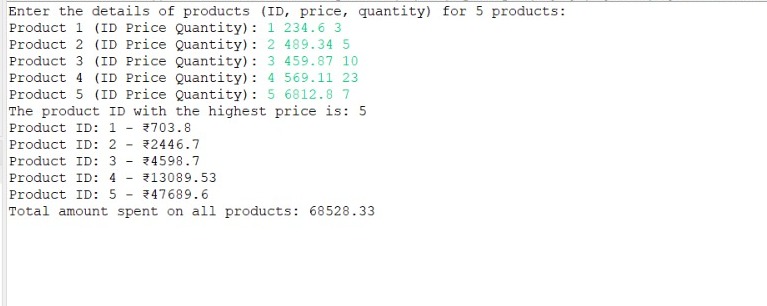 Enter the details of products (ID, price, quantity) for 5 products:
Product 1 (ID Price Quantity): 1 234.6 3
Product 2 (ID Price Quantity): 2 489.34 5
Product 3 (ID Price Quantity): 3 459.87 10
Product 4 (ID Price Quantity): 4 569.11 23
Product 5 (ID Price Quantity): 5 6812.8 7
The product ID with the highest price is: 5
Product ID: 1 - ₹703.8
Product ID: 2 - ₹2446.7
Product ID: 3 - ₹4598.7
Product ID: 4 - ₹13089.53
Product ID: 5 - ₹47689.6
Total amount spent on all products: 68528.33